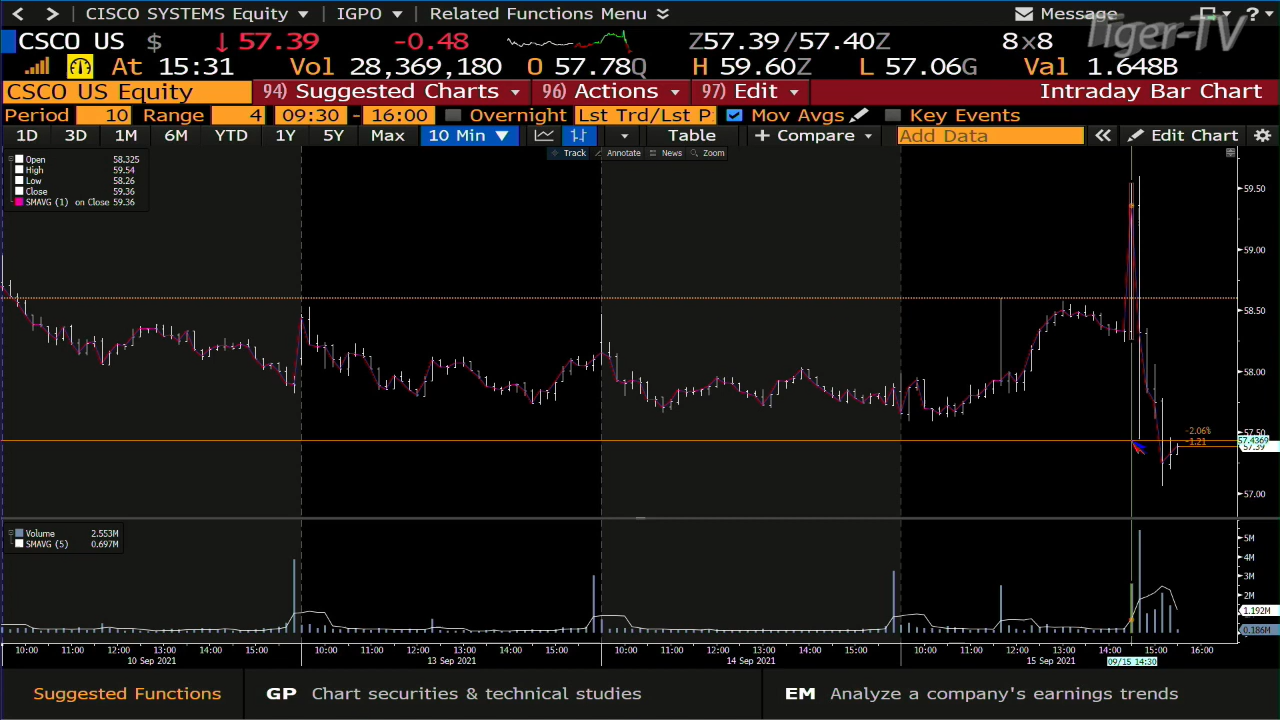 < > CISCO SYSTEMS Equity ▼ IGPO ▼ Related Functions Menu Message ? ▼
Tiger-TV
CSCO US $ ↓ 57.39 -0.48 Z57.39/57.40Z 8x8
At 15:31 Vol 28,369,180 O 57.78Q H 59.60Z L 57.06G Val 1.648B
CSCO US Equity 94) Suggested Charts 96) Actions 97) Edit Intraday Bar Chart
Period 10 Range 4 09:30 - 16:00 Overnight Lst Trd/Lst P Mov Avgs Key Events
1D 3D 1M 6M YTD 1Y 5Y Max 10 Min ▼ Table + Compare Add Data « Edit Chart
Track Annotate News Zoom
Open 58.325
High 59.54
Low 58.26
Close 59.36
SMAVG (1) on Close 59.36
59.50
59.00
58.50
58.00
57.50
-2.06%
-1.21
57.4369
57.39
57.00
Volume 2.553M
SMAVG (5) 0.697M
5M
4M
3M
2M
1.192M
0.186M
10:00 11:00 12:00 13:00 14:00 15:00 10:00 11:00 12:00 13:00 14:00 15:00 10:00 11:00 12:00 13:00 14:00 15:00 10:00 11:00 12:00 13:00 14:00 15:00 16:00
10 Sep 2021 13 Sep 2021 14 Sep 2021 15 Sep 2021 09/15 14:30
Suggested Functions GP Chart securities & technical studies EM Analyze a company's earnings trends